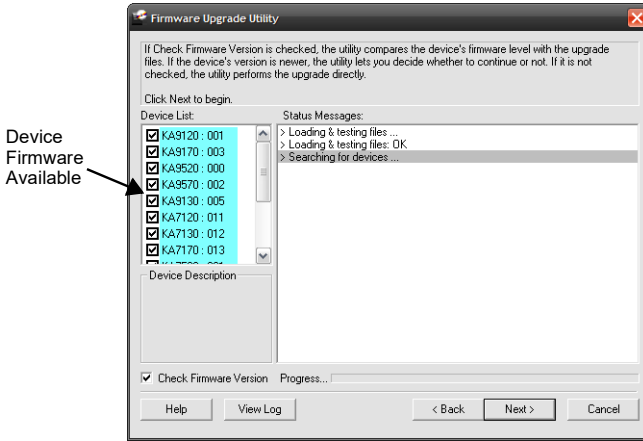 Firmware Upgrade Utility
If Check Firmware Version is checked, the utility compares the device's firmware level with the upgrade
files. If the device's version is newer, the utility lets you decide whether to continue or not. If it is not
checked, the utility performs the upgrade directly.
Click Next to begin.
Device List:
Status Messages:
Device
Firmware
Available
KA9120 : 001
KA9170 : 003
KA9520 : 000
KA9570 : 002
KA9130 : 005
KA7120 : 011
KA7130 : 012
KA7170 : 013
> Loading & testing files ...
> Loading & testing files: OK
> Searching for devices ...
Device Description
Check Firmware Version
Progress...
Help
View Log
< Back
Next >
Cancel